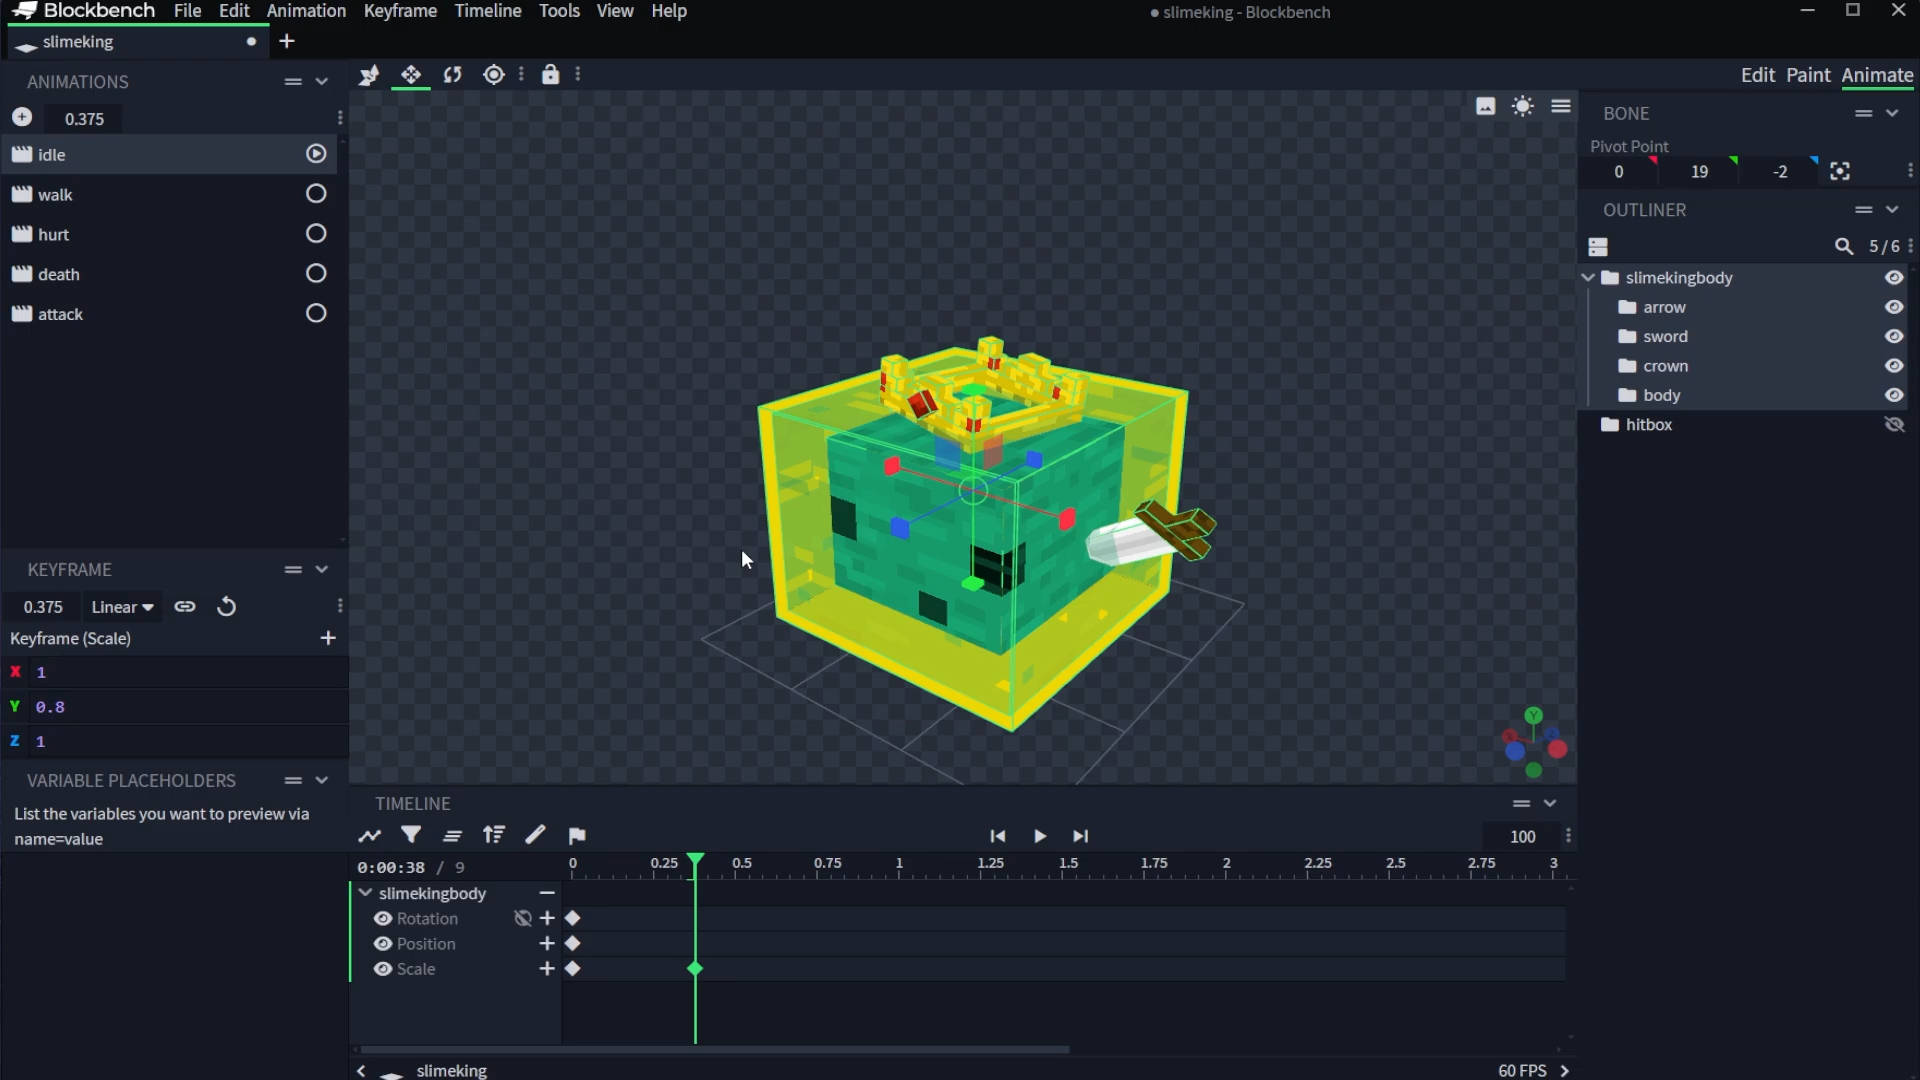 Blockbench File Edit Animation Keyframe Timeline Tools View Help
• slimeking - Blockbench
slimeking
ANIMATIONS
0.375
idle
walk
hurt
death
attack
KEYFRAME
0.375 Linear
Keyframe (Scale)
X 1
Y 0.8
Z 1
VARIABLE PLACEHOLDERS
List the variables you want to preview via
name=value
Edit Paint Animate
BONE
Pivot Point
0 19 -2
OUTLINER
5 / 6
slimekingbody
arrow
sword
crown
body
hitbox
Y
TIMELINE
100
0:00:38 / 9
0 0.25 0.5 0.75 1 1.25 1.5 1.75 2 2.25 2.5 2.75 3
slimekingbody
Rotation
Position
Scale
slimeking
60 FPS